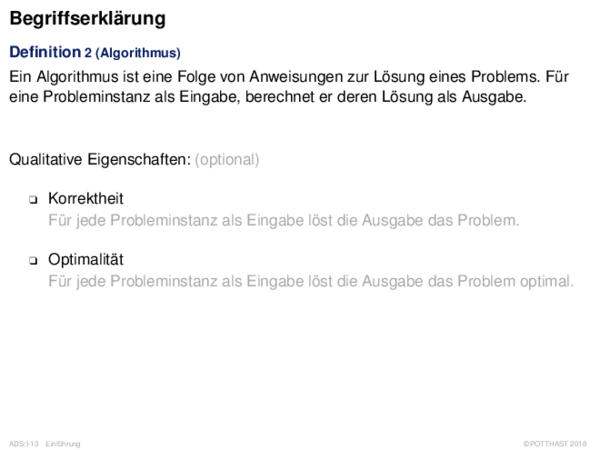 Begriffserklärung
Definition 2 (Algorithmus)
Ein Algorithmus ist eine Folge von Anweisungen zur Lösung eines Problems. Für
eine Probleminstanz als Eingabe, berechnet er deren Lösung als Ausgabe.
Qualitative Eigenschaften: (optional)
❑ Korrektheit
Für jede Probleminstanz als Eingabe löst die Ausgabe das Problem.
❑ Optimalität
Für jede Probleminstanz als Eingabe löst die Ausgabe das Problem optimal.
ADS:I-13 Einführung
© POTTHAST 2018